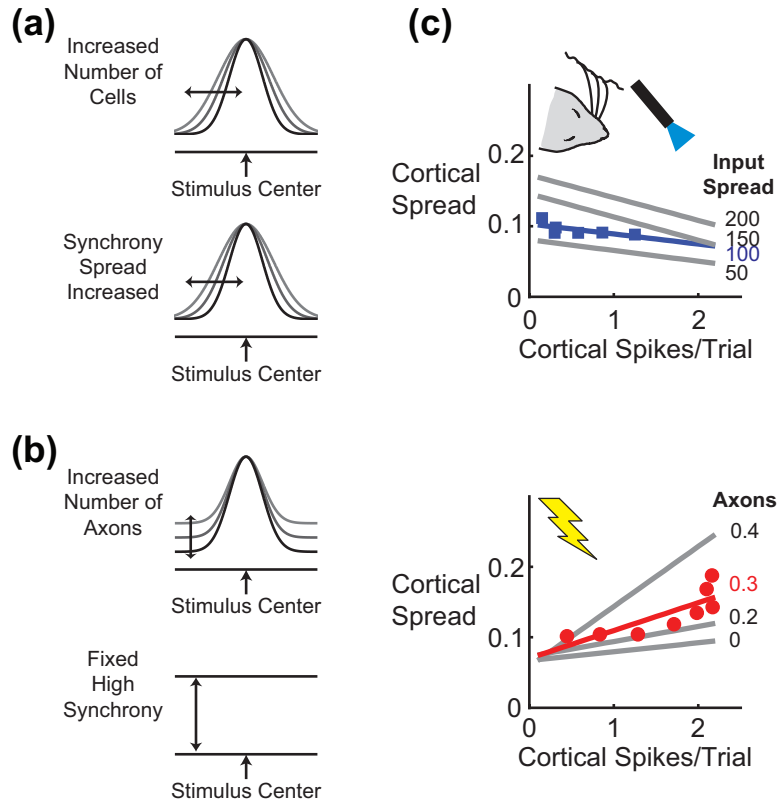 (a)
Increased
Number of
Cells
Stimulus Center
Synchrony
Spread
Increased
Stimulus Center
(b)
Increased
Number of
Axons
Stimulus Center
Fixed
High
Synchrony
Stimulus Center
(c)
Cortical
Spread
0.2
0.1
0
Input
Spread
200
150
100
50
0
1
2
Cortical Spikes/Trial
Cortical
Spread
0.2
0.1
0
Axons
0.4
0.3
0.2
0
0
1
2
Cortical Spikes/Trial